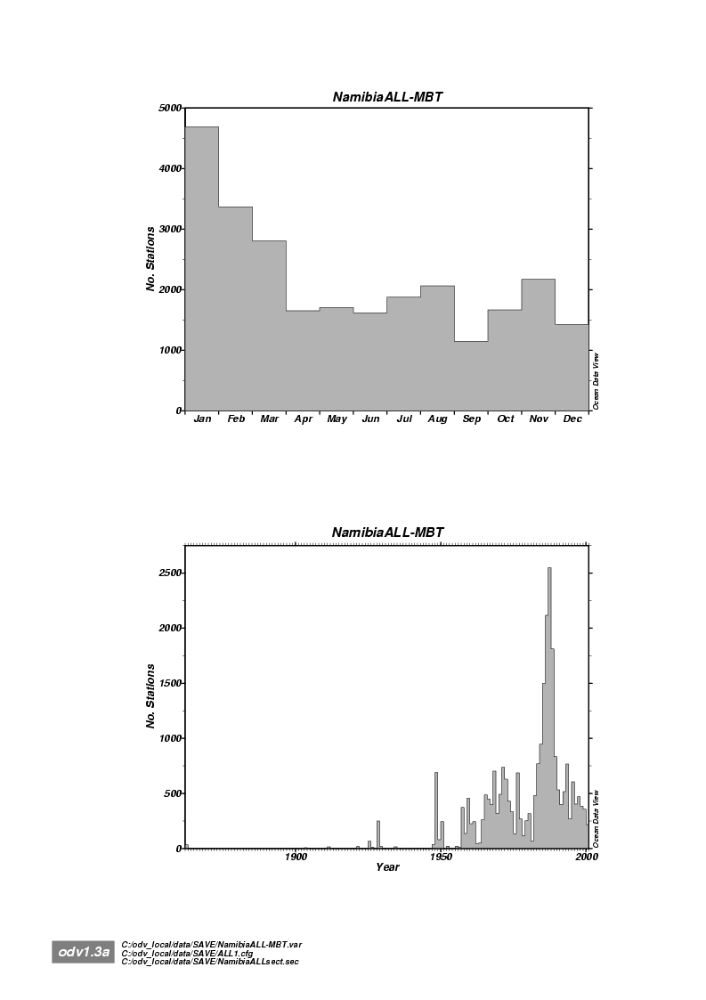 NamibiaALL-MBT
5000
4000
3000
2000
1000
0
No. Stations
Jan Feb Mar Apr May Jun Jul Aug Sep Oct Nov Dec
Ocean Data View
NamibiaALL-MBT
2500
2000
1500
1000
500
0
No. Stations
1900 1950 2000
Year
Ocean Data View
odv1.3a
C:/odv_local/data/SAVE/NamibiaALL-MBT.var
C:/odv_local/data/SAVE/ALL1.cfg
C:/odv_local/data/SAVE/NamibiaALLsect.sec